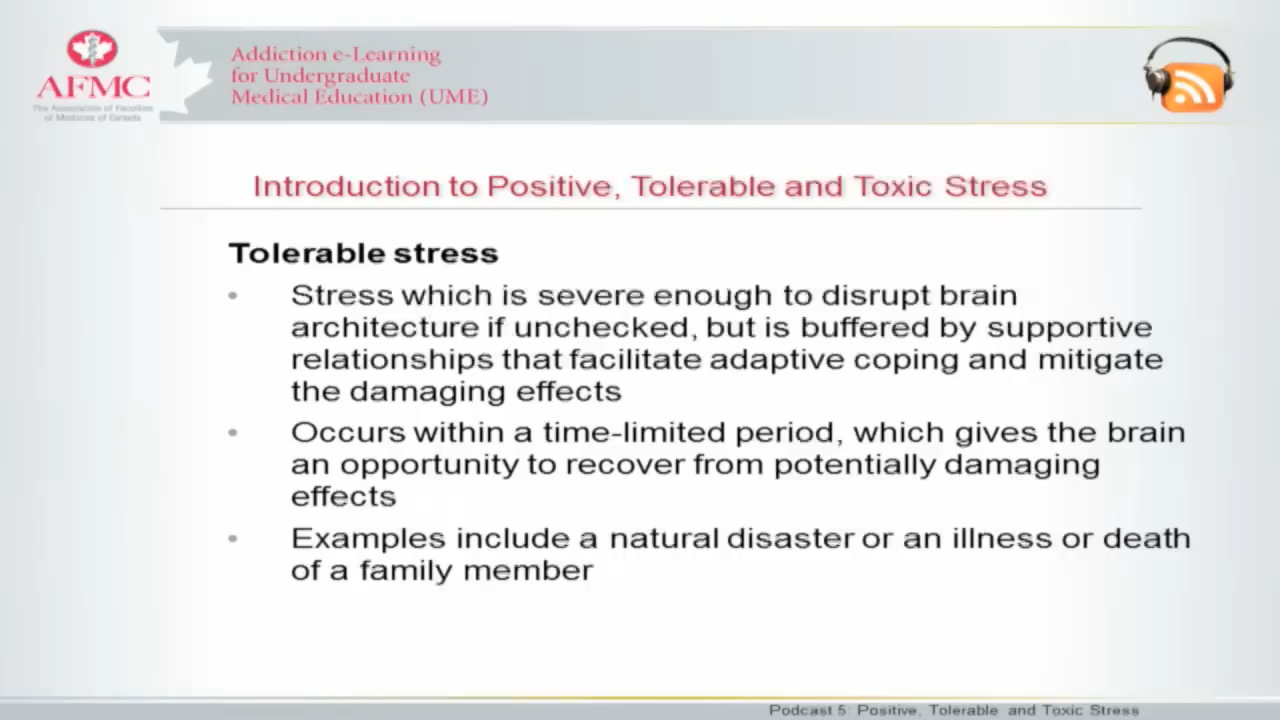 AFMC
The Association of Faculties
of Medicine of Canada
Addiction e-Learning
for Undergraduate
Medical Education (UME)
Introduction to Positive, Tolerable and Toxic Stress
Tolerable stress
• Stress which is severe enough to disrupt brain
architecture if unchecked, but is buffered by supportive
relationships that facilitate adaptive coping and mitigate
the damaging effects
• Occurs within a time-limited period, which gives the brain
an opportunity to recover from potentially damaging
effects
• Examples include a natural disaster or an illness or death
of a family member
Podcast 5: Positive, Tolerable and Toxic Stress